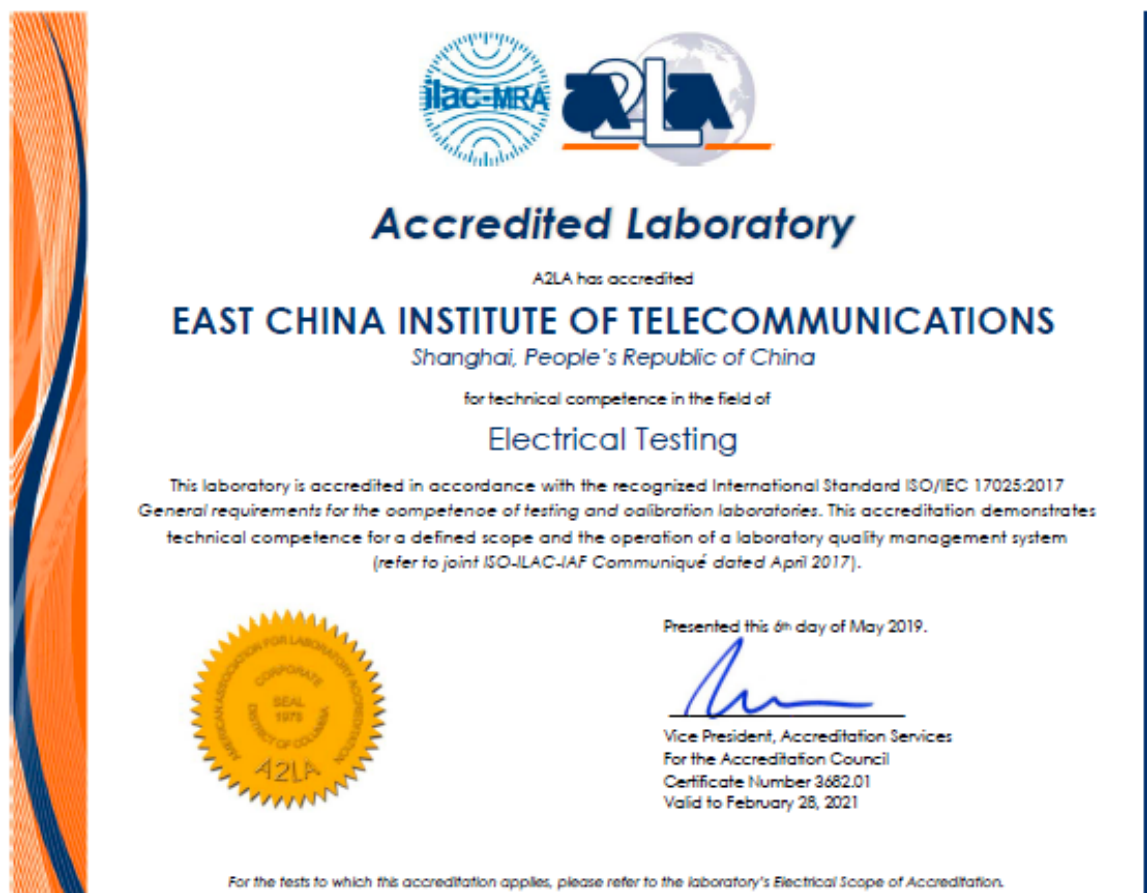 ilac-MRA
A2LA
Accredited Laboratory
A2LA has accredited
EAST CHINA INSTITUTE OF TELECOMMUNICATIONS
Shanghai, People's Republic of China
for technical competence in the field of
Electrical Testing
This laboratory is accredited in accordance with the recognized International Standard ISO/IEC 17025:2017
General requirements for the competence of testing and calibration laboratories. This accreditation demonstrates
technical competence for a defined scope and the operation of a laboratory quality management system
(refer to joint ISO-ILAC-IAF Communiqué dated April 2017).
AMERICAN ASSOCIATION FOR LABORATORY ACCREDITATION
CORPORATE
SEAL
1978
DISTRICT OF COLUMBIA
A2LA
Presented this 6th day of May 2019.
Vice President, Accreditation Services
For the Accreditation Council
Certificate Number 3682.01
Valid to February 28, 2021
For the tests to which this accreditation applies, please refer to the laboratory's Electrical Scope of Accreditation.